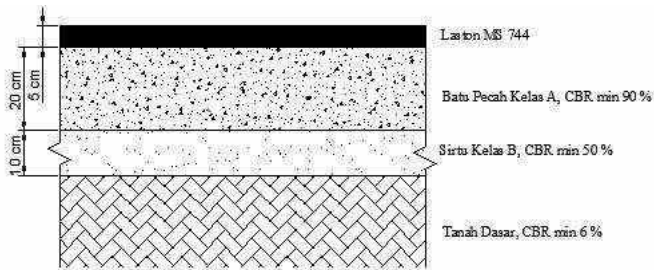 Laston MS 744
5 cm
20 cm
Batu Pecah Kelas A, CBR min 90%
10 cm
Sirtu Kelas B, CBR min 50%
Tanah Dasar, CBR min 6%